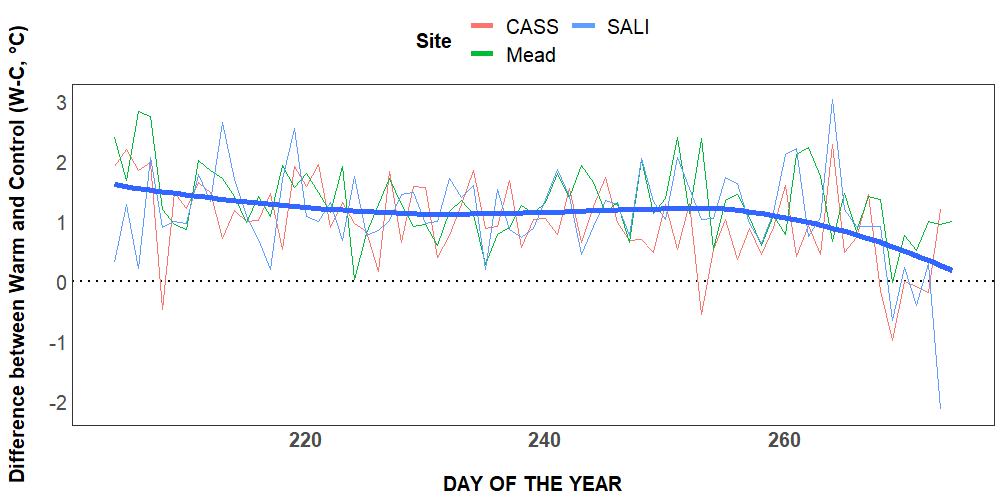 Site
CASS
SALI
Mead
Difference between Warm and Control (W-C, °C)
3
2
1
0
-1
-2
220
240
260
DAY OF THE YEAR